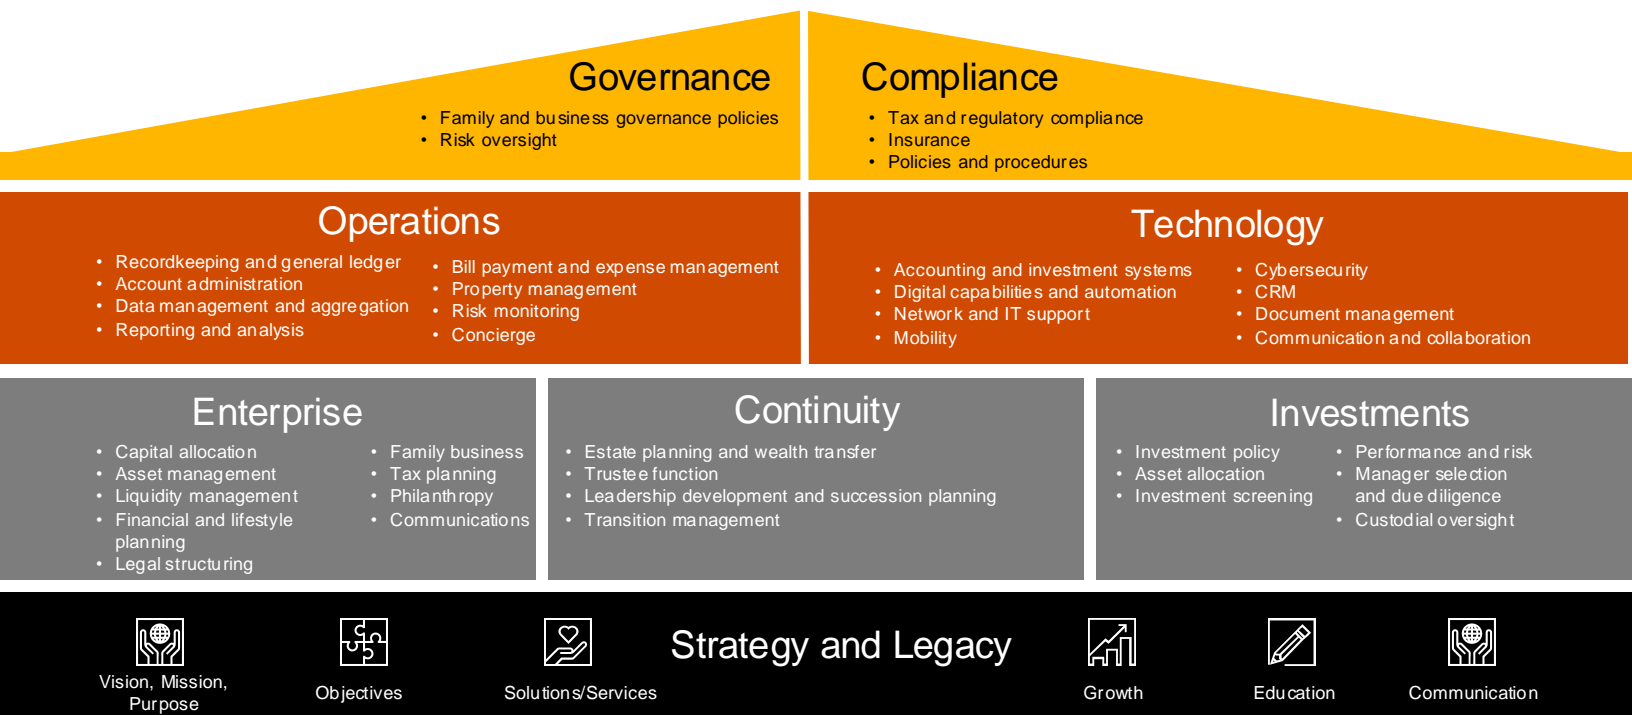 Governance
• Family and business governance policies
• Risk oversight
Compliance
• Tax and regulatory compliance
• Insurance
• Policies and procedures
Operations
• Recordkeeping and general ledger
• Account administration
• Data management and aggregation
• Reporting and analysis
• Bill payment and expense management
• Property management
• Risk monitoring
• Concierge
Technology
• Accounting and investment systems
• Digital capabilities and automation
• Network and IT support
• Mobility
• Cybersecurity
• CRM
• Document management
• Communication and collaboration
Enterprise
• Capital allocation
• Asset management
• Liquidity management
• Financial and lifestyle
planning
• Legal structuring
• Family business
• Tax planning
• Philanthropy
• Communications
Continuity
• Estate planning and wealth transfer
• Trustee function
• Leadership development and succession planning
• Transition management
Investments
• Investment policy
• Asset allocation
• Investment screening
• Performance and risk
• Manager selection
and due diligence
• Custodial oversight
Strategy and Legacy
Vision, Mission,
Purpose
Objectives
Solutions/Services
Growth
Education
Communication